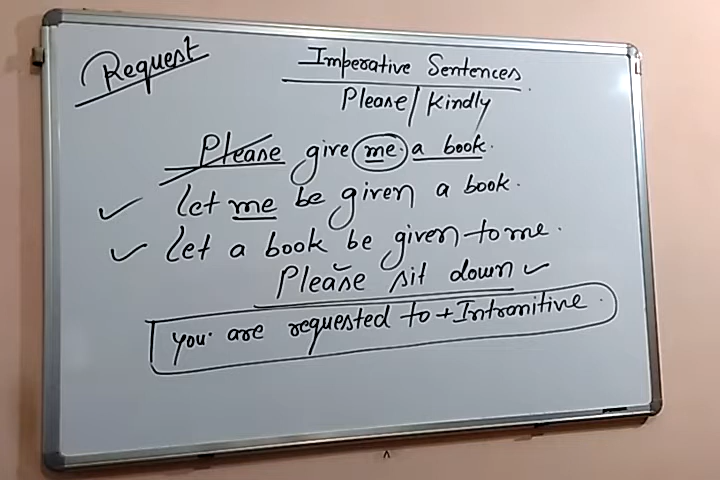 Request
Imperative Sentences
Please/Kindly
Please give me a book.
Let me be given a book.
Let a book be given to me.
Please sit down
You are requested to + Intranitive